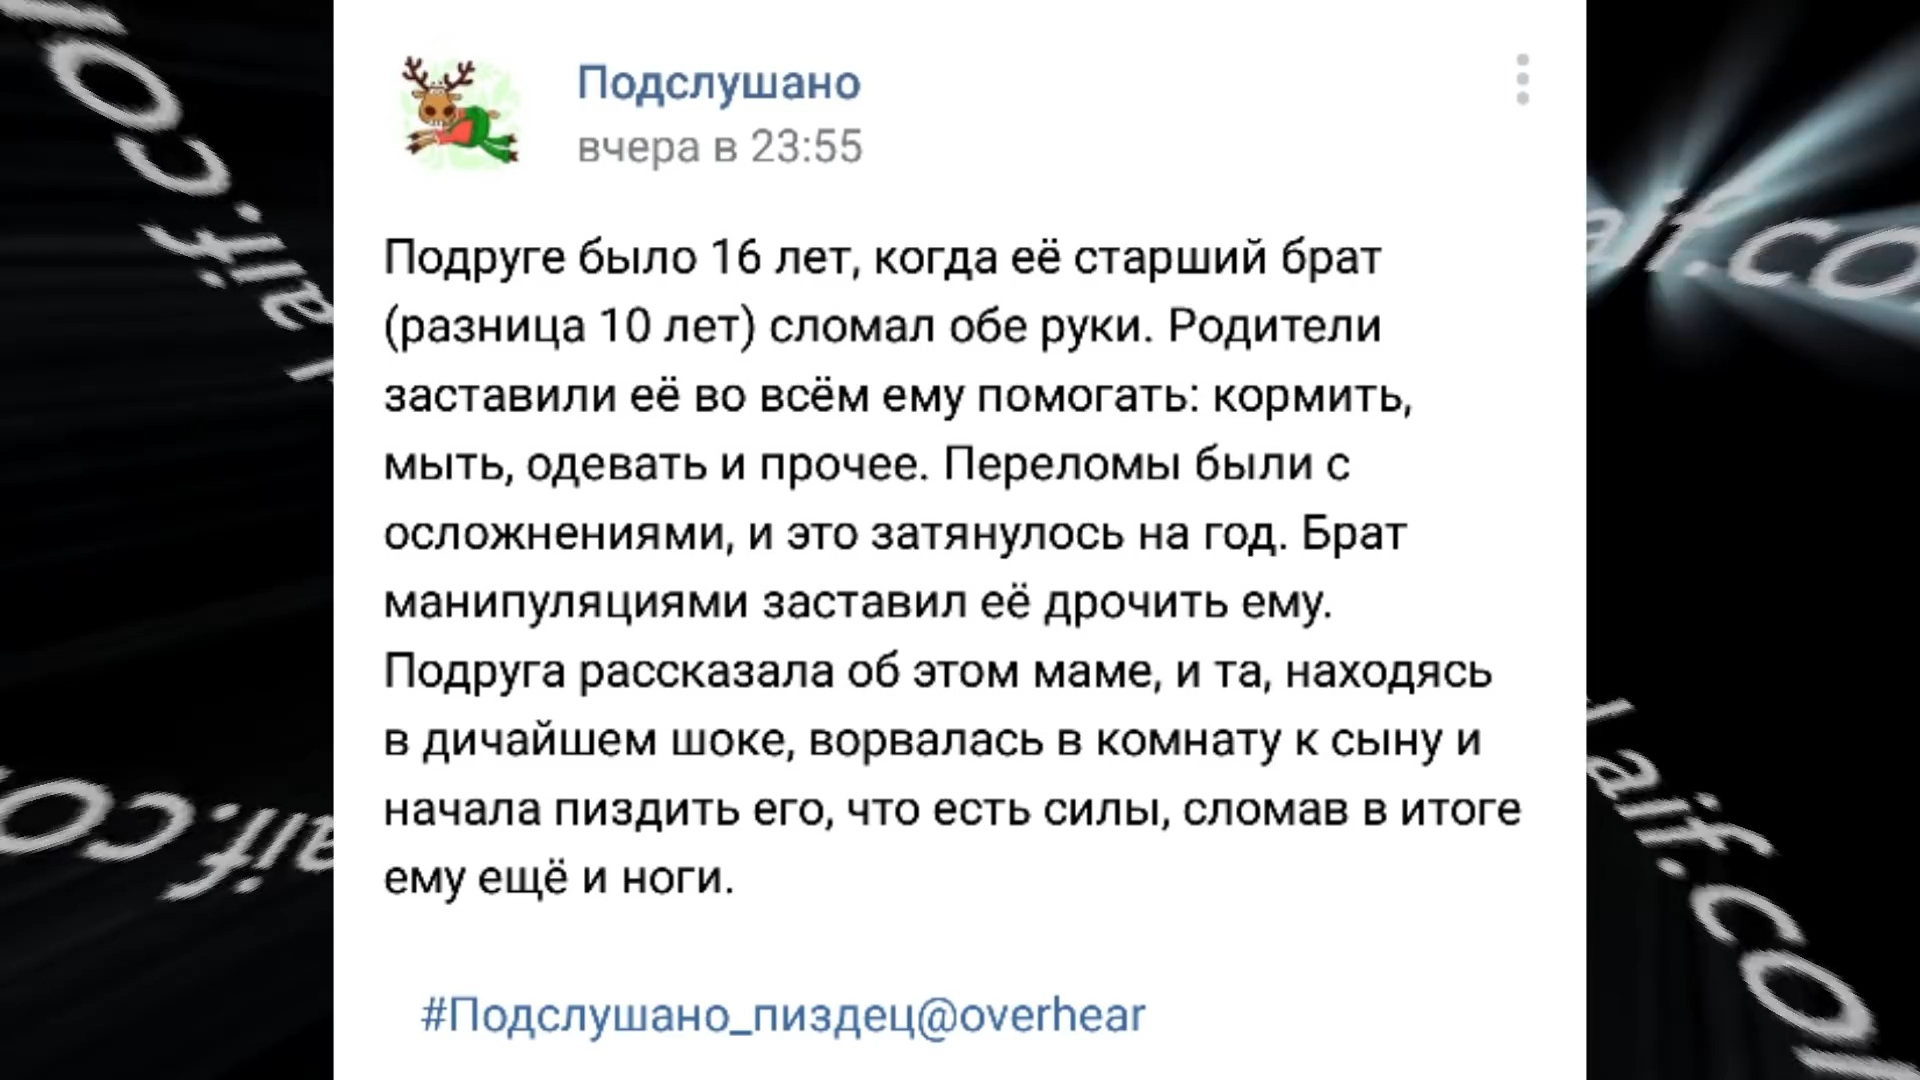 Подслушано
вчера в 23:55
Подруге было 16 лет, когда её старший брат
(разница 10 лет) сломал обе руки. Родители
заставили её во всём ему помогать: кормить,
мыть, одевать и прочее. Переломы были с
осложнениями, и это затянулось на год. Брат
манипуляциями заставил её дрочить ему.
Подруга рассказала об этом маме, и та, находясь
в дичайшем шоке, ворвалась в комнату к сыну и
начала пиздить его, что есть силы, сломав в итоге
ему ещё и ноги.
#Подслушано_пиздец@overhear